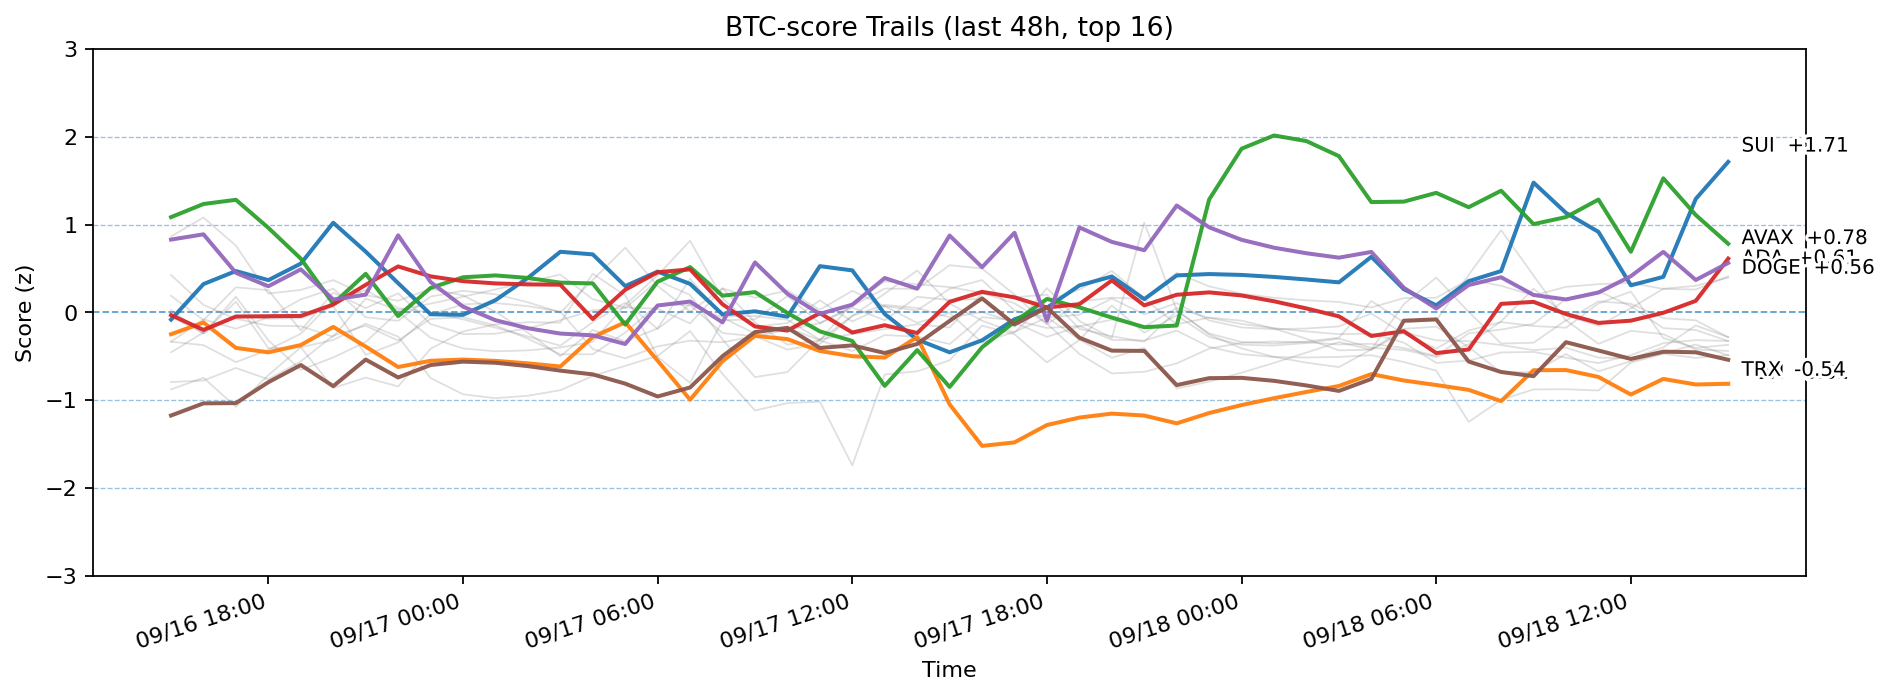 BTC-score Trails (last 48h, top 16)
Score (z)
3
2
1
0
−1
−2
−3
SUI +1.71
AVAX +0.78
DOGE +0.56
TRX -0.54
09/16 18:00
09/17 00:00
09/17 06:00
09/17 12:00
09/17 18:00
09/18 00:00
09/18 06:00
09/18 12:00
Time